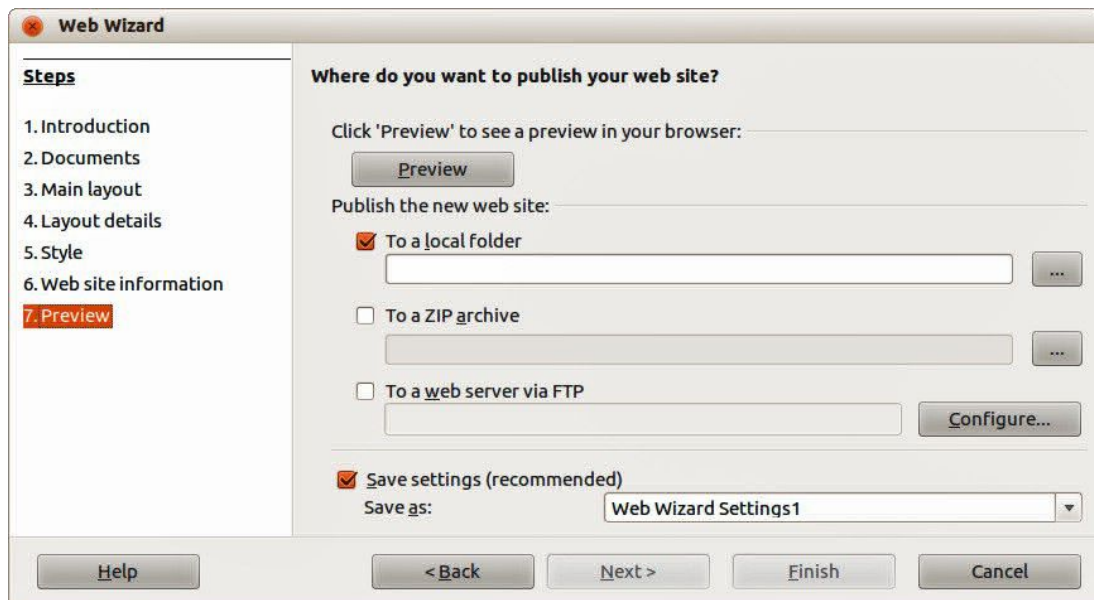 Web Wizard
Steps
1. Introduction
2. Documents
3. Main layout
4. Layout details
5. Style
6. Web site information
7. Preview
Where do you want to publish your web site?
Click 'Preview' to see a preview in your browser:
Preview
Publish the new web site:
To a local folder
...
To a ZIP archive
...
To a web server via FTP
Configure...
Save settings (recommended)
Save as:
Web Wizard Settings1
Help
< Back
Next >
Finish
Cancel